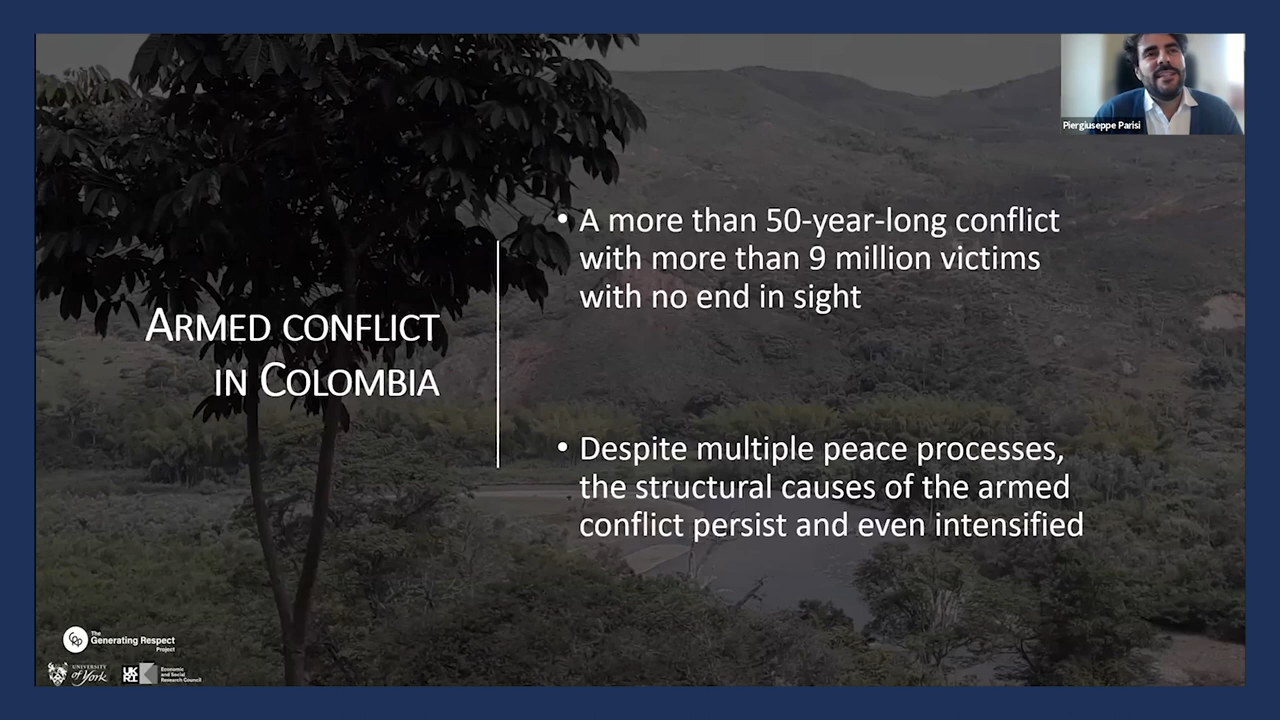 Piergiuseppe Parisi
ARMED CONFLICT
IN COLOMBIA
• A more than 50-year-long conflict
with more than 9 million victims
with no end in sight
• Despite multiple peace processes,
the structural causes of the armed
conflict persist and even intensified
The
Generating Respect
Project
UNIVERSITY
of York
UK
RI
Economic
and Social
Research Council